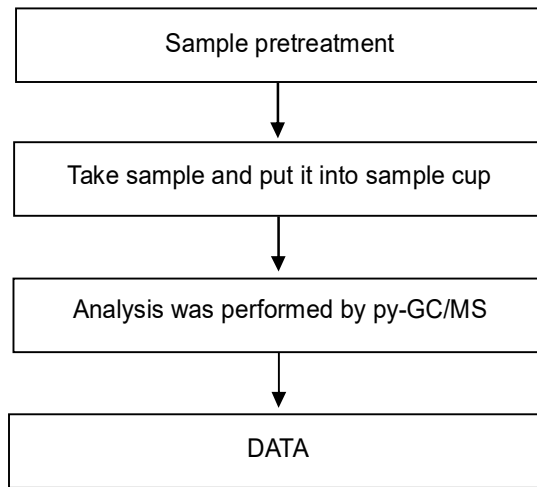 Sample pretreatment
Take sample and put it into sample cup
Analysis was performed by py-GC/MS
DATA